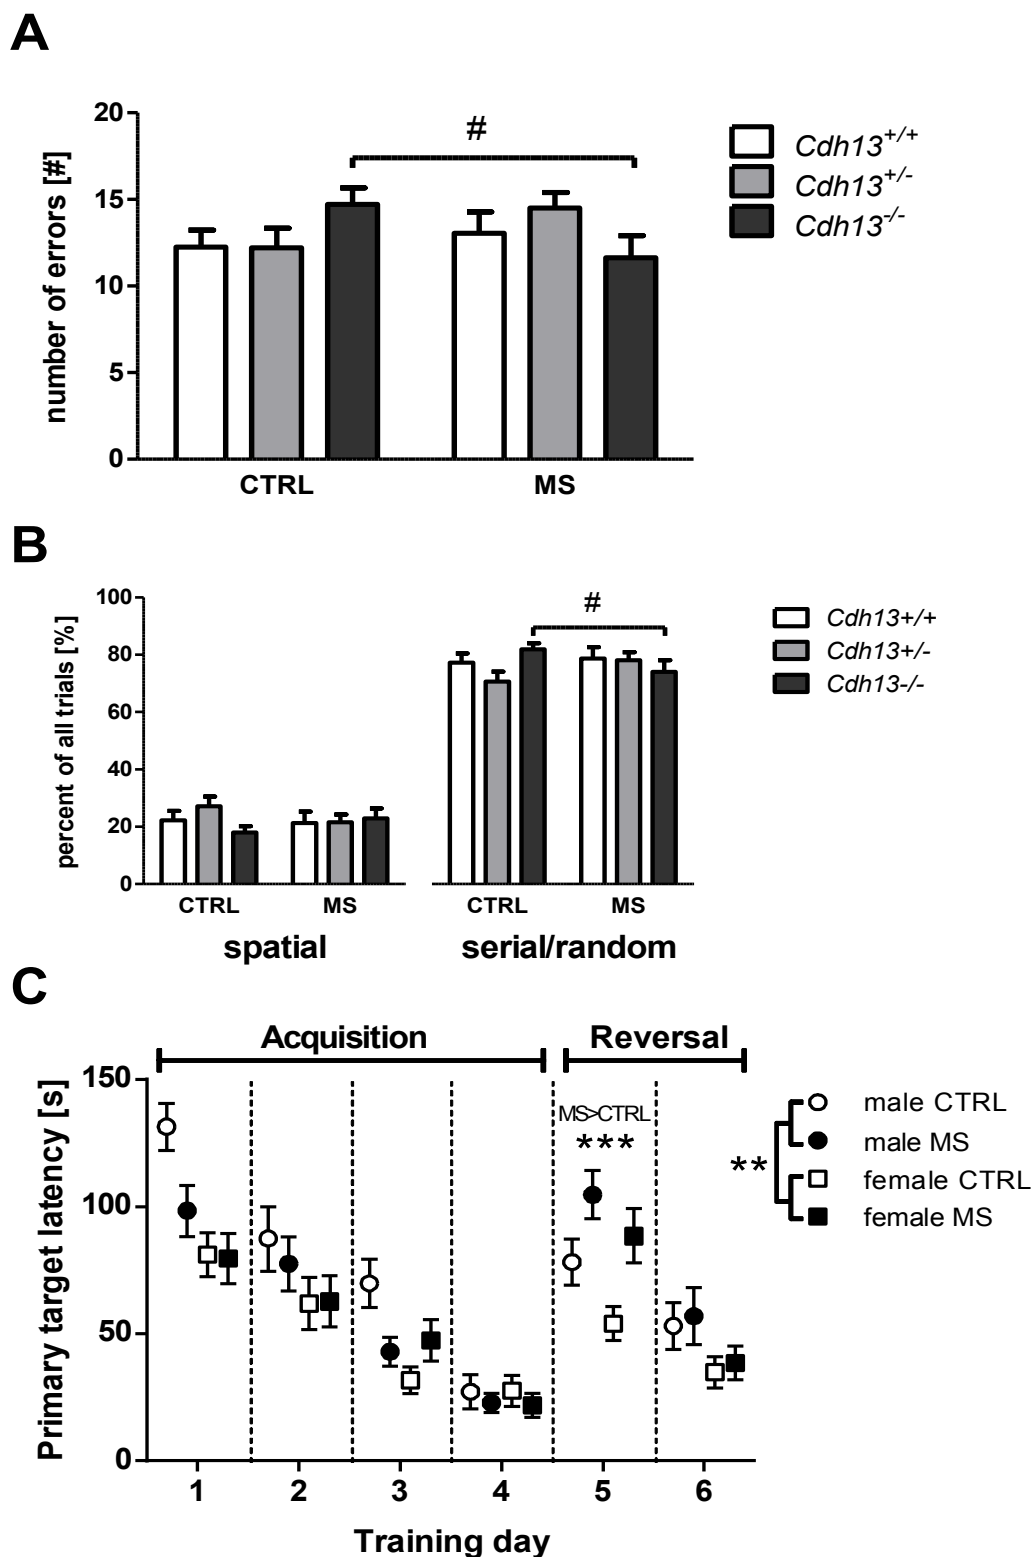 A
number of errors [#]
20
15
10
5
0
#
CTRL
MS
Cdh13+/+
Cdh13+/-
Cdh13-/-
B
percent of all trials [%]
100
80
60
40
20
0
#
CTRL
MS
CTRL
MS
spatial
serial/random
Cdh13+/+
Cdh13+/-
Cdh13-/-
C
Acquisition
Reversal
Primary target latency [s]
150
100
50
0
MS>CTRL
***
1
2
3
4
5
6
Training day
**
male CTRL
male MS
female CTRL
female MS